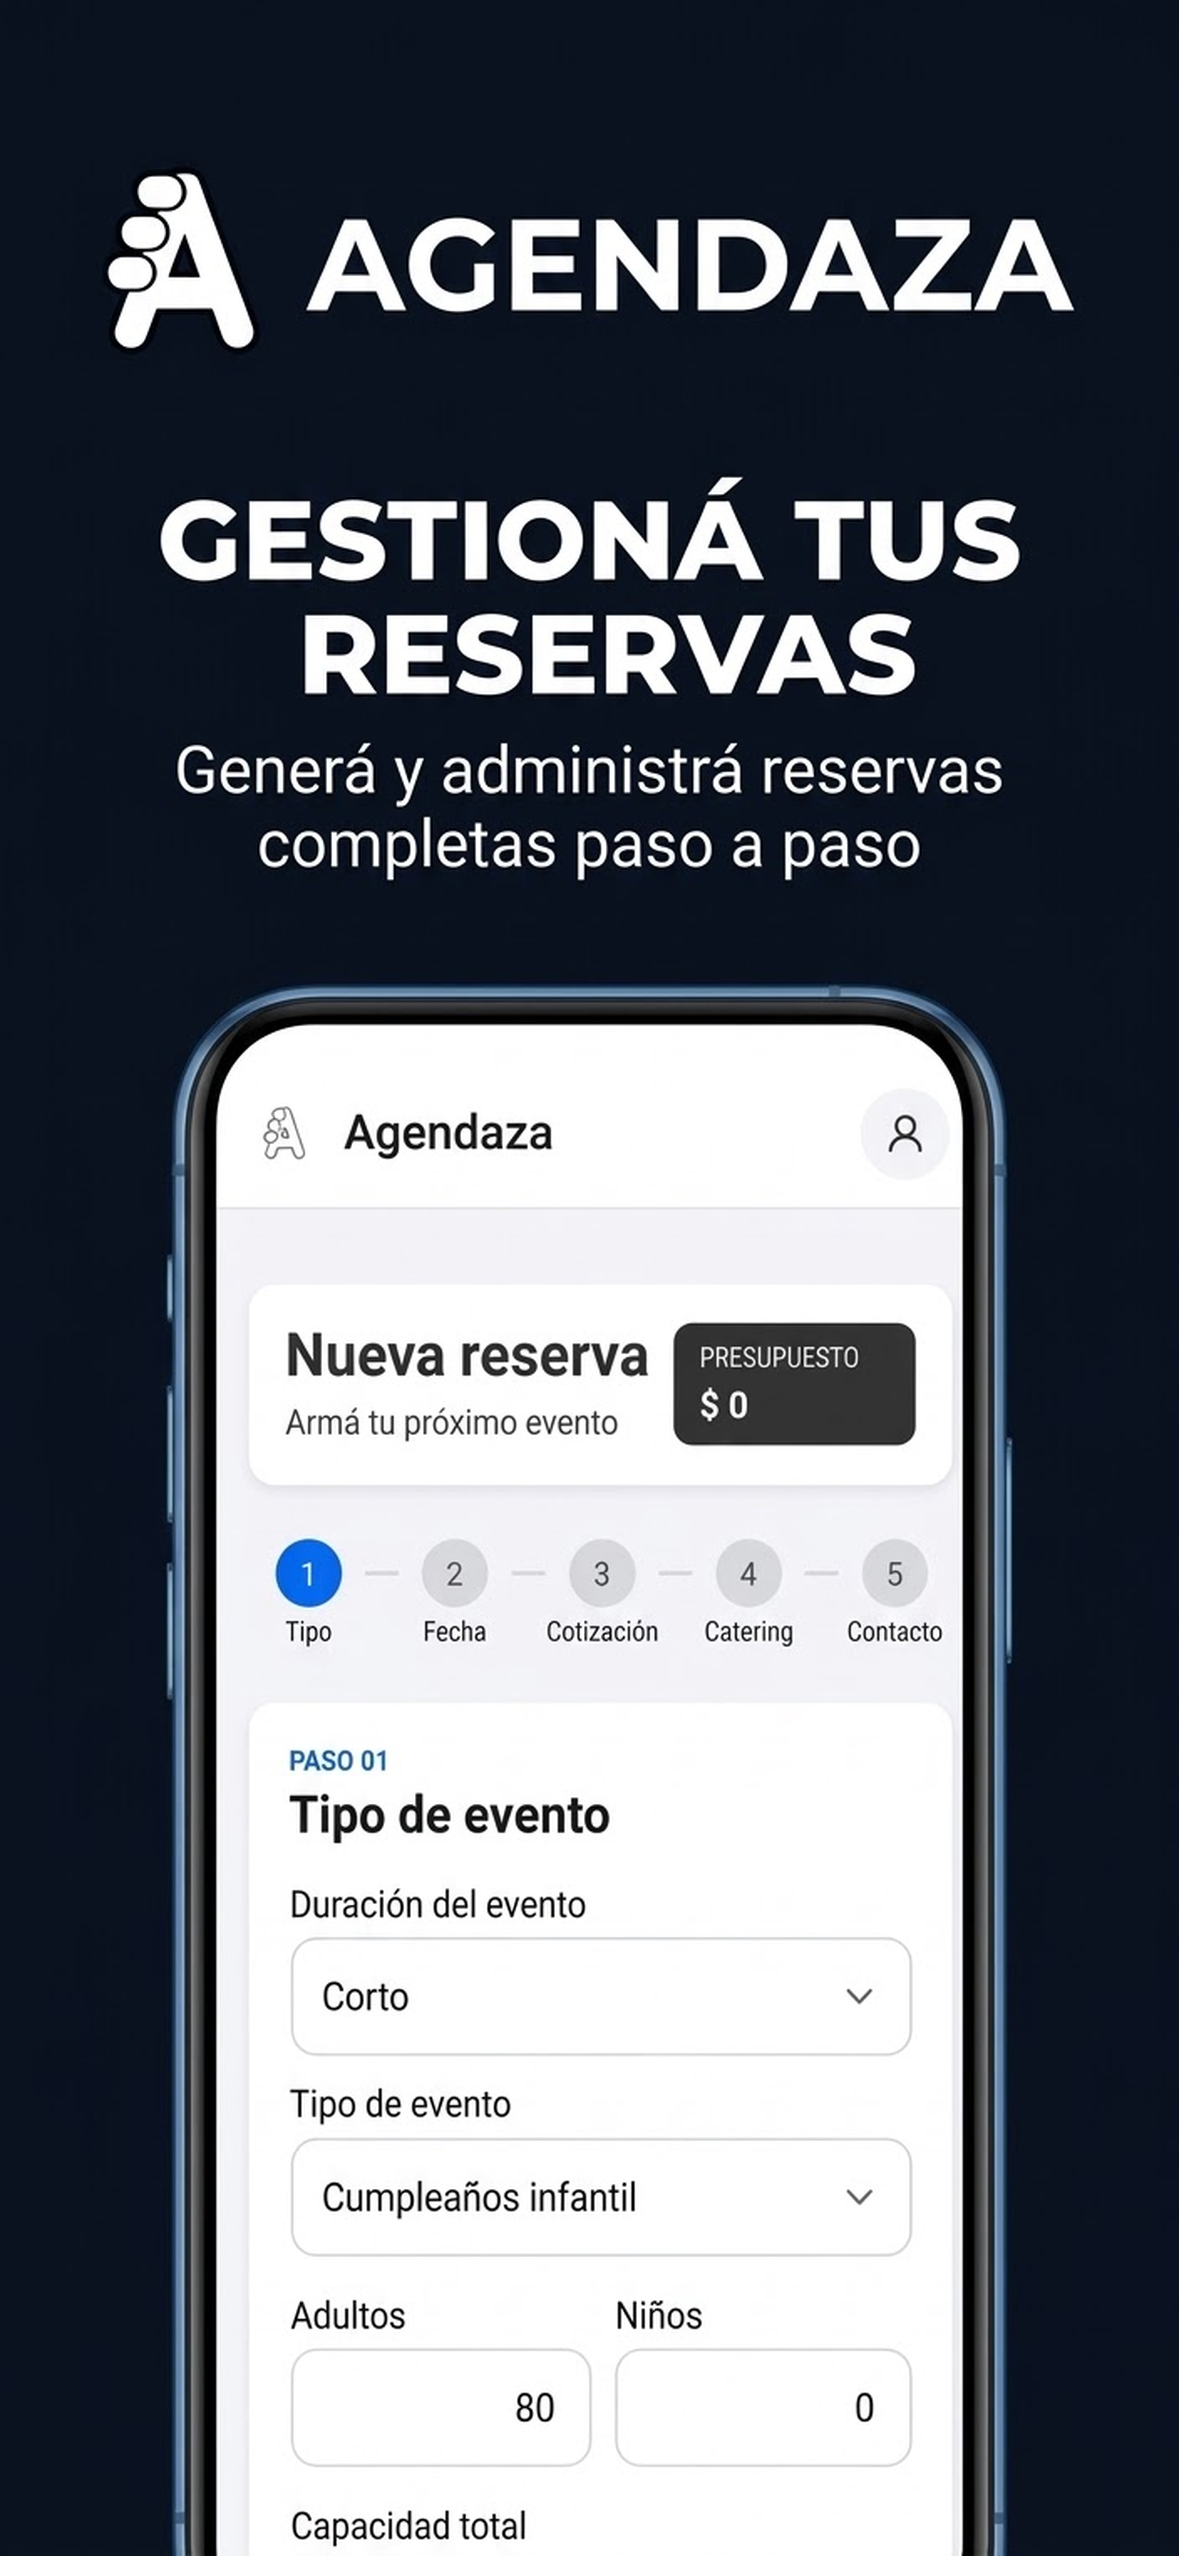 AGENDAZA
GESTIONÁ TUS
RESERVAS
Generá y administrá reservas
completas paso a paso
Agendaza
Nueva reserva
Armá tu próximo evento
PRESUPUESTO
$ 0
1 2 3 4 5
Tipo Fecha Cotización Catering Contacto
PASO 01
Tipo de evento
Duración del evento
Corto
Tipo de evento
Cumpleaños infantil
Adultos Niños
80 0
Capacidad total